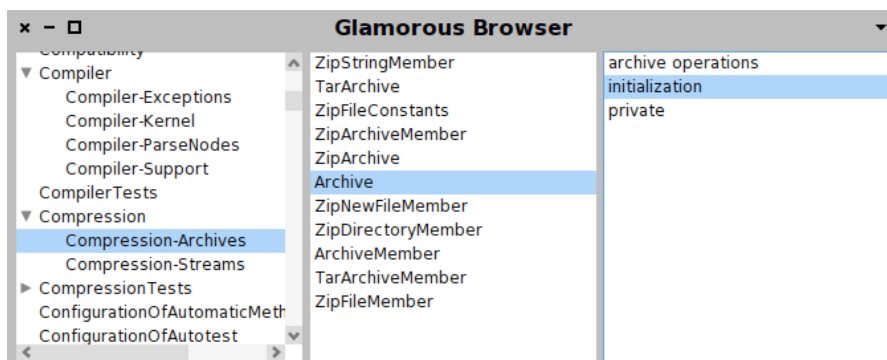 Glamorous Browser
Compatibility
Compiler
Compiler-Exceptions
Compiler-Kernel
Compiler-ParseNodes
Compiler-Support
CompilerTests
Compression
Compression-Archives
Compression-Streams
CompressionTests
ConfigurationOfAutomaticMeth
ConfigurationOfAutotest
ZipStringMember
TarArchive
ZipFileConstants
ZipArchiveMember
ZipArchive
Archive
ZipNewFileMember
ZipDirectoryMember
ArchiveMember
TarArchiveMember
ZipFileMember
archive operations
initialization
private